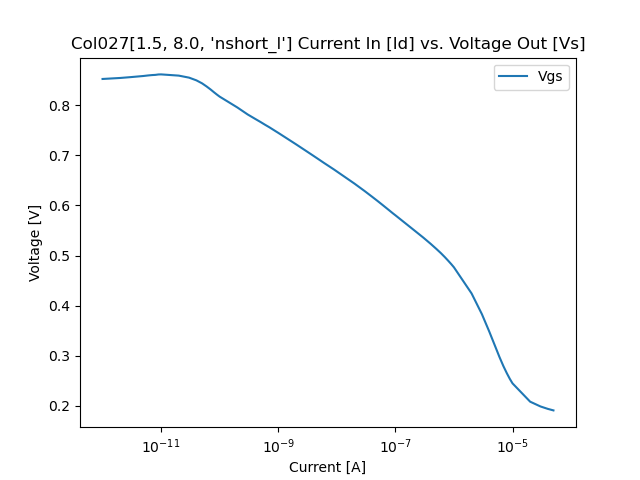 Col027[1.5, 8.0, 'nshort_l'] Current In [Id] vs. Voltage Out [Vs]
Vgs
Voltage [V]
0.8
0.7
0.6
0.5
0.4
0.3
0.2
10⁻¹¹ 10⁻⁹ 10⁻⁷ 10⁻⁵
Current [A]